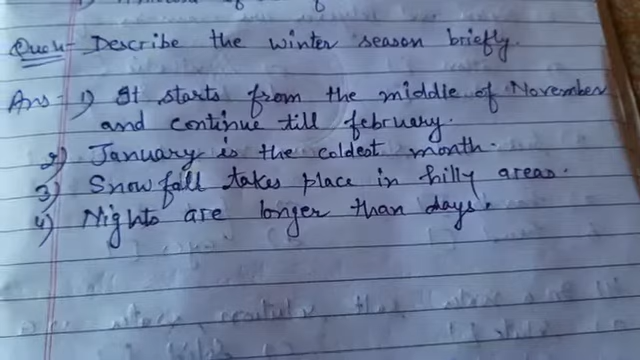 Ques 4- Describe the winter season briefly.
Ans- 1) It starts from the middle of November
and continue till february.
2) January is the coldest month.
3) Snowfall takes place in hilly areas.
4) Nights are longer than days.